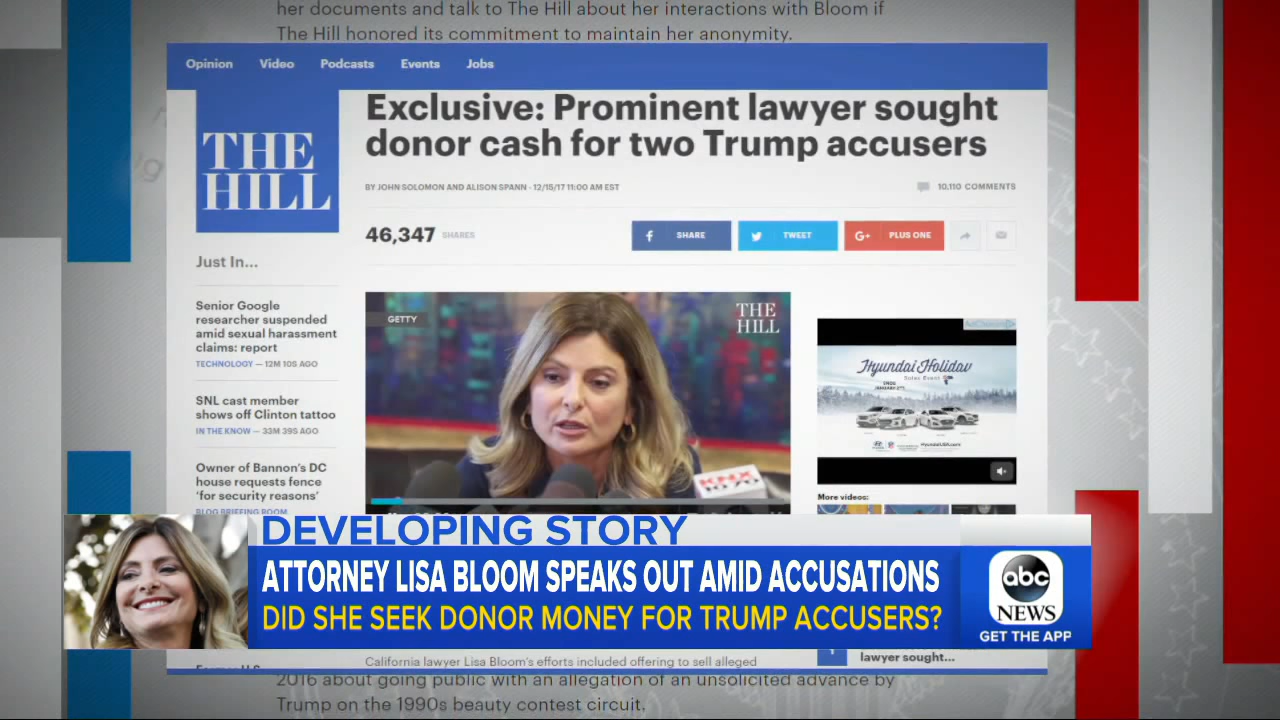 her documents and talk to The Hill about her interactions with Bloom if
The Hill honored its commitment to maintain her anonymity.
Opinion Video Podcasts Events Jobs
THE
HILL
Exclusive: Prominent lawyer sought
donor cash for two Trump accusers
BY JOHN SOLOMON AND ALISON SPANN - 12/15/17 11:00 AM EST
10,110 COMMENTS
46,347 SHARES
SHARE
TWEET
G+ PLUS ONE
Just In...
Senior Google
researcher suspended
amid sexual harassment
claims: report
TECHNOLOGY — 12M 10S AGO
SNL cast member
shows off Clinton tattoo
IN THE KNOW — 33M 39S AGO
Owner of Bannon's DC
house requests fence
'for security reasons'
BLOG BRIEFING ROOM
GETTY
THE
HILL
KNX
1070
AdChoices
Hyundai Holiday
Sales Event
More videos:
DEVELOPING STORY
ATTORNEY LISA BLOOM SPEAKS OUT AMID ACCUSATIONS
DID SHE SEEK DONOR MONEY FOR TRUMP ACCUSERS?
abc
NEWS
GET THE APP
California lawyer Lisa Bloom's efforts included offering to sell alleged
lawyer sought...
2016 about going public with an allegation of an unsolicited advance by
Trump on the 1990s beauty contest circuit.